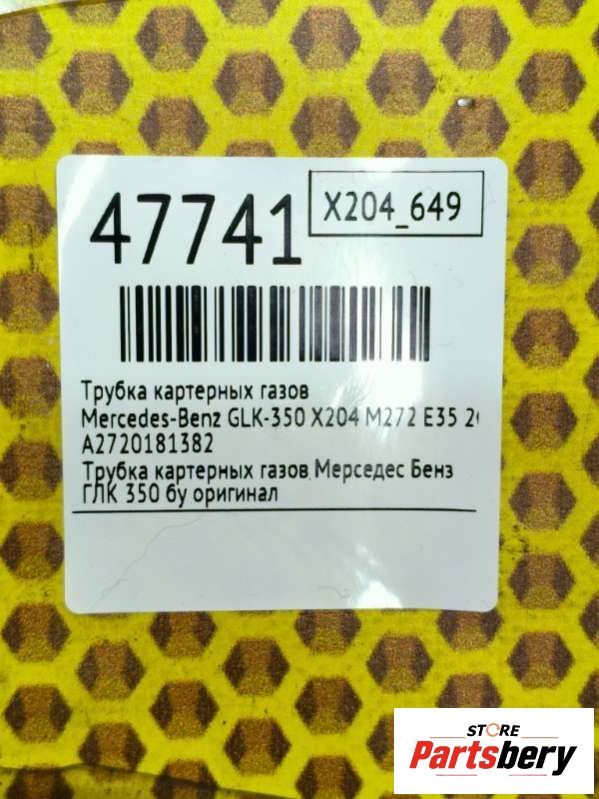 47741
X204_649
Трубка картерных газов
Mercedes-Benz GLK-350 X204 M272 E35
A2720181382
Трубка картерных газов Мерседес Бенз
ГЛК 350 бу оригинал
STORE
Partsbery